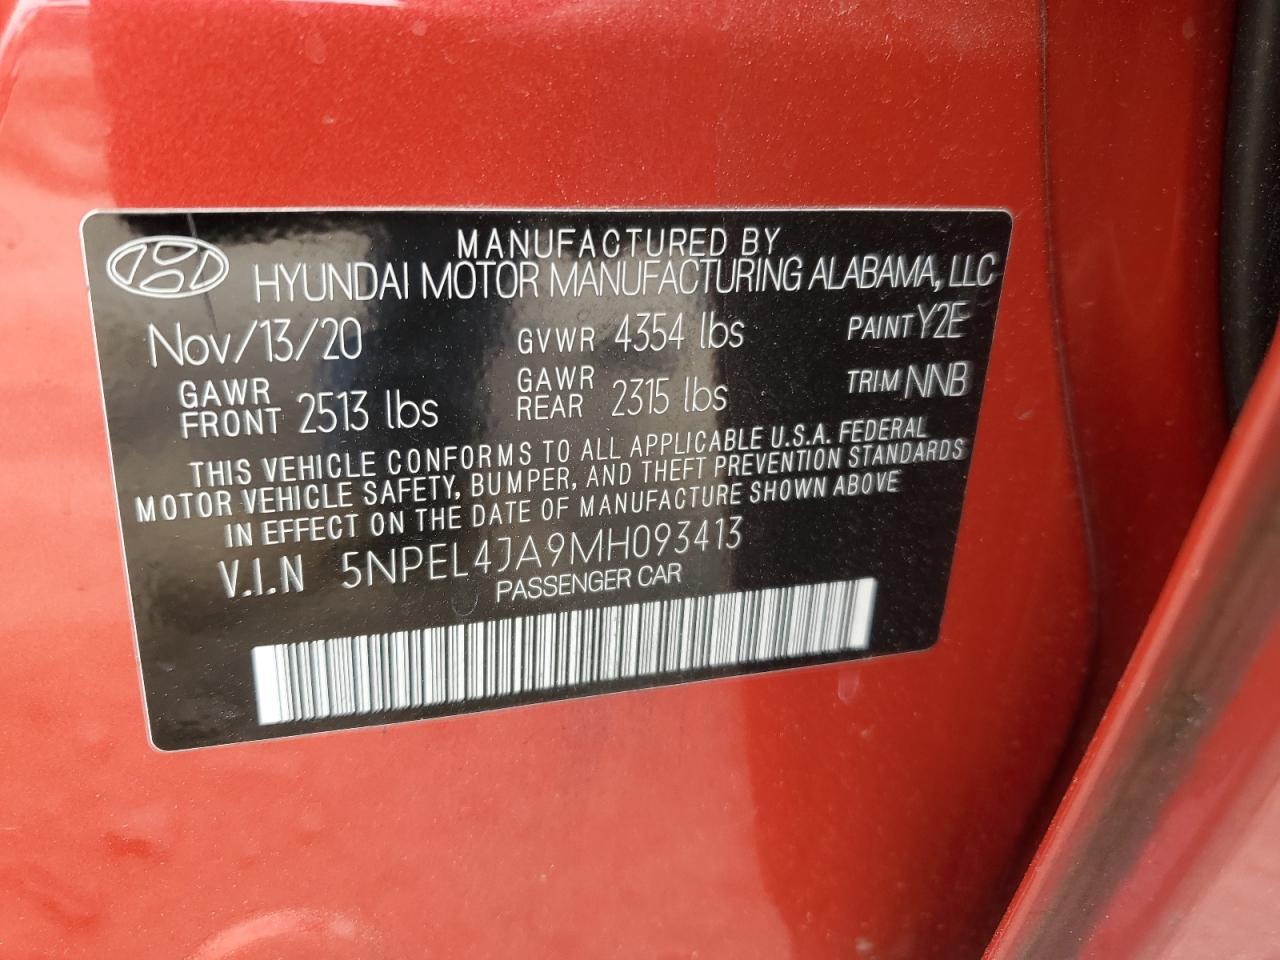 MANUFACTURED BY
HYUNDAI MOTOR MANUFACTURING ALABAMA, LLC
Nov/13/20 GVWR 4354 lbs PAINT Y2E
GAWR FRONT 2513 lbs GAWR REAR 2315 lbs TRIM NNB
THIS VEHICLE CONFORMS TO ALL APPLICABLE U.S.A. FEDERAL
MOTOR VEHICLE SAFETY, BUMPER, AND THEFT PREVENTION STANDARDS
IN EFFECT ON THE DATE OF MANUFACTURE SHOWN ABOVE
V.I.N 5NPEL4JA9MH093413
PASSENGER CAR